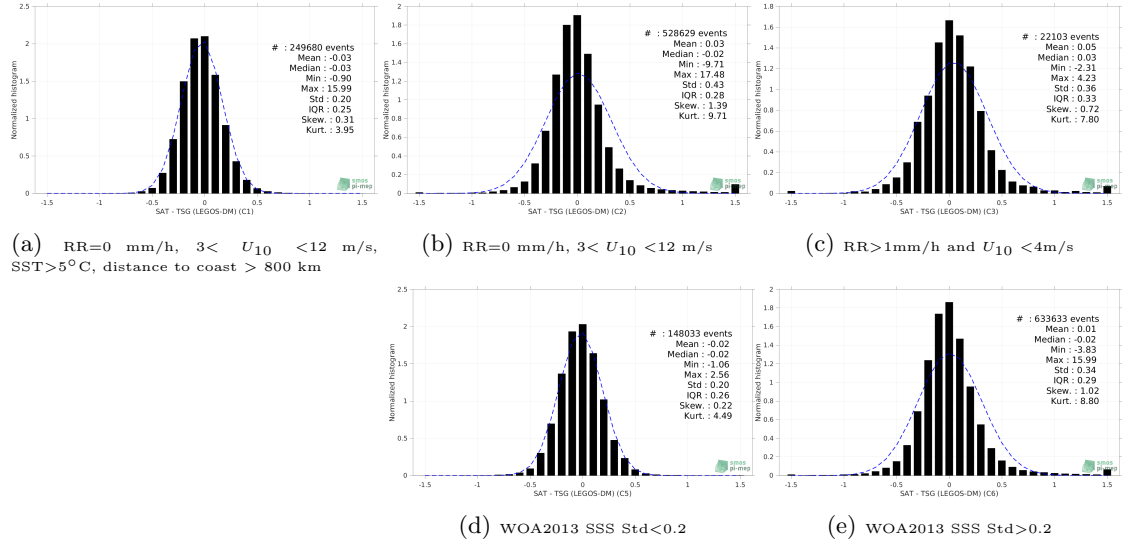 2.5
2
1.5
1
0.5
0
Normalized histogram
# : 249680 events
Mean : -0.03
Median : -0.03
Min : -0.90
Max : 15.99
Std : 0.20
IQR : 0.25
Skew. : 0.31
Kurt. : 3.95
smos
pi-mep
-1.5 -1 -0.5 0 0.5 1 1.5
SAT - TSG (LEGOS-DM) (C1)
(a) RR=0 mm/h, 3< U10 <12 m/s,
SST>5°C, distance to coast > 800 km
2
1.8
1.6
1.4
1.2
1
0.8
0.6
0.4
0.2
0
Normalized histogram
# : 528629 events
Mean : 0.03
Median : -0.02
Min : -9.71
Max : 17.48
Std : 0.43
IQR : 0.28
Skew. : 1.39
Kurt. : 9.71
smos
pi-mep
-1.5 -1 -0.5 0 0.5 1 1.5
SAT - TSG (LEGOS-DM) (C2)
(b) RR=0 mm/h, 3< U10 <12 m/s
1.8
1.6
1.4
1.2
1
0.8
0.6
0.4
0.2
0
Normalized histogram
# : 22103 events
Mean : 0.05
Median : 0.03
Min : -2.31
Max : 4.23
Std : 0.36
IQR : 0.33
Skew. : 0.72
Kurt. : 7.80
smos
pi-mep
-1.5 -1 -0.5 0 0.5 1 1.5
SAT - TSG (LEGOS-DM) (C3)
(c) RR>1mm/h and U10 <4m/s
2.5
2
1.5
1
0.5
0
Normalized histogram
# : 148033 events
Mean : -0.02
Median : -0.02
Min : -1.06
Max : 2.56
Std : 0.20
IQR : 0.26
Skew. : 0.22
Kurt. : 4.49
smos
pi-mep
-1.5 -1 -0.5 0 0.5 1 1.5
SAT - TSG (LEGOS-DM) (C5)
(d) WOA2013 SSS Std<0.2
2
1.8
1.6
1.4
1.2
1
0.8
0.6
0.4
0.2
0
Normalized histogram
# : 633633 events
Mean : 0.01
Median : -0.02
Min : -3.83
Max : 15.99
Std : 0.34
IQR : 0.29
Skew. : 1.02
Kurt. : 8.80
smos
pi-mep
-1.5 -1 -0.5 0 0.5 1 1.5
SAT - TSG (LEGOS-DM) (C6)
(e) WOA2013 SSS Std>0.2